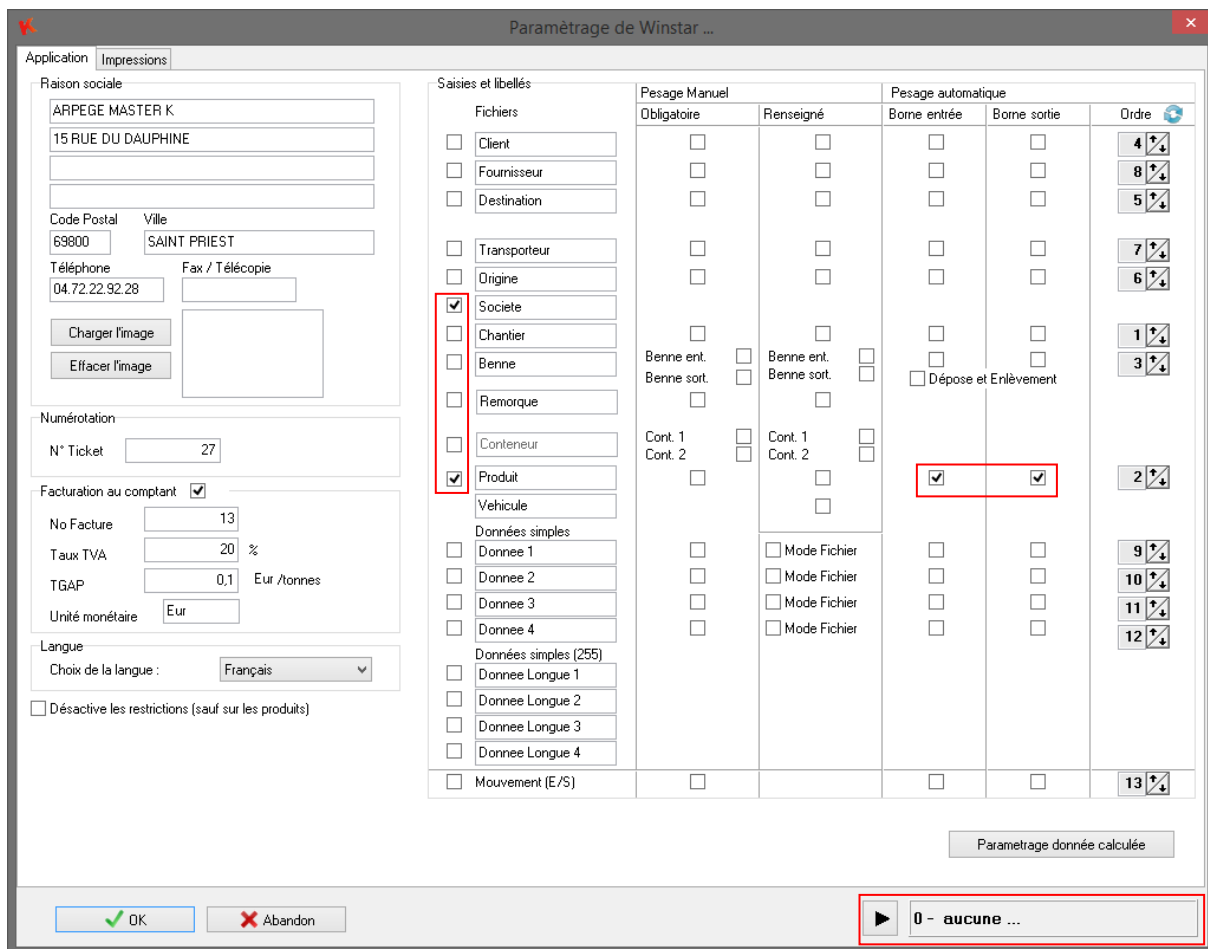 Paramètrage de Winstar ...
Application Impressions
Raison sociale
ARPEGE MASTER K
15 RUE DU DAUPHINE
Code Postal Ville
69800 SAINT PRIEST
Téléphone Fax / Télécopie
04.72.22.92.28
Charger l'image
Effacer l'image
Numérotation
N° Ticket 27
Facturation au comptant
No Facture 13
Taux TVA 20 %
TGAP 0,1 Eur /tonnes
Unité monétaire Eur
Langue
Choix de la langue : Français
Désactive les restrictions (sauf sur les produits)
Saisies et libellés
Pesage Manuel Pesage automatique
Fichiers Obligatoire Renseigné Borne entrée Borne sortie Ordre
Client 4
Fournisseur 8
Destination 5
Transporteur 7
Origine 6
Societe
Chantier 1
Benne Benne ent. Benne ent. 3
Benne sort. Benne sort. Dépose et Enlèvement
Remorque
Conteneur Cont. 1 Cont. 1
Cont. 2 Cont. 2
Produit 2
Vehicule
Données simples
Donnee 1 Mode Fichier 9
Donnee 2 Mode Fichier 10
Donnee 3 Mode Fichier 11
Donnee 4 Mode Fichier 12
Données simples (255)
Donnee Longue 1
Donnee Longue 2
Donnee Longue 3
Donnee Longue 4
Mouvement (E/S) 13
Parametrage donnée calculée
OK Abandon 0 - aucune ...